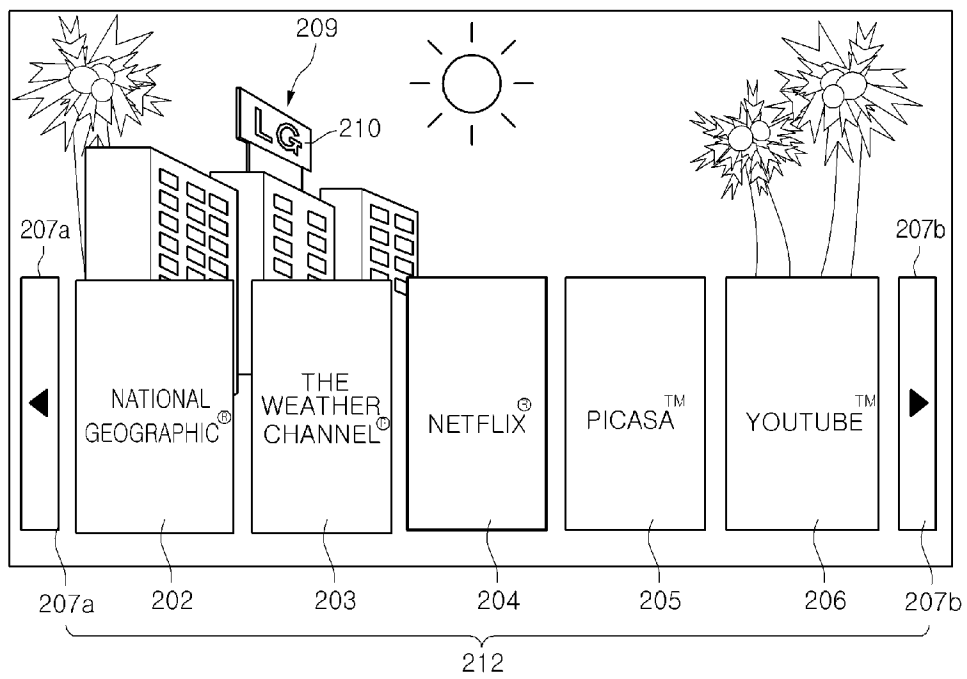 209
LG
210
207a
207b
NATIONAL
GEOGRAPHIC®
THE
WEATHER
CHANNEL®
NETFLIX®
PICASA™
YOUTUBE™
207a
202
203
204
205
206
207b
212